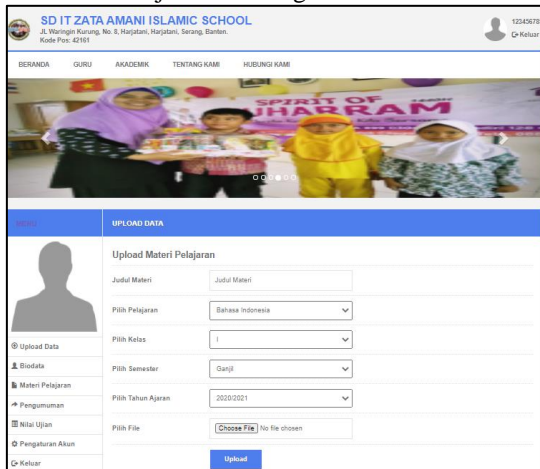 SD IT ZATA AMANI ISLAMIC SCHOOL
JL Waringin Kurung, No. 8, Harjatani, Harjatani, Serang, Banten.
Kode Pos: 42161
12345678
Keluar
BERANDA GURU AKADEMIK TENTANG KAMI HUBUNGI KAMI
SPIRIT OF
MUHARRAM
MENU
UPLOAD DATA
Upload Materi Pelajaran
Judul Materi Judul Materi
Pilih Pelajaran Bahasa Indonesia
Pilih Kelas I
Pilih Semester Ganjil
Pilih Tahun Ajaran 2020/2021
Pilih File Choose File No file chosen
Upload
Upload Data
Biodata
Materi Pelajaran
Pengumuman
Nilai Ujian
Pengaturan Akun
Keluar